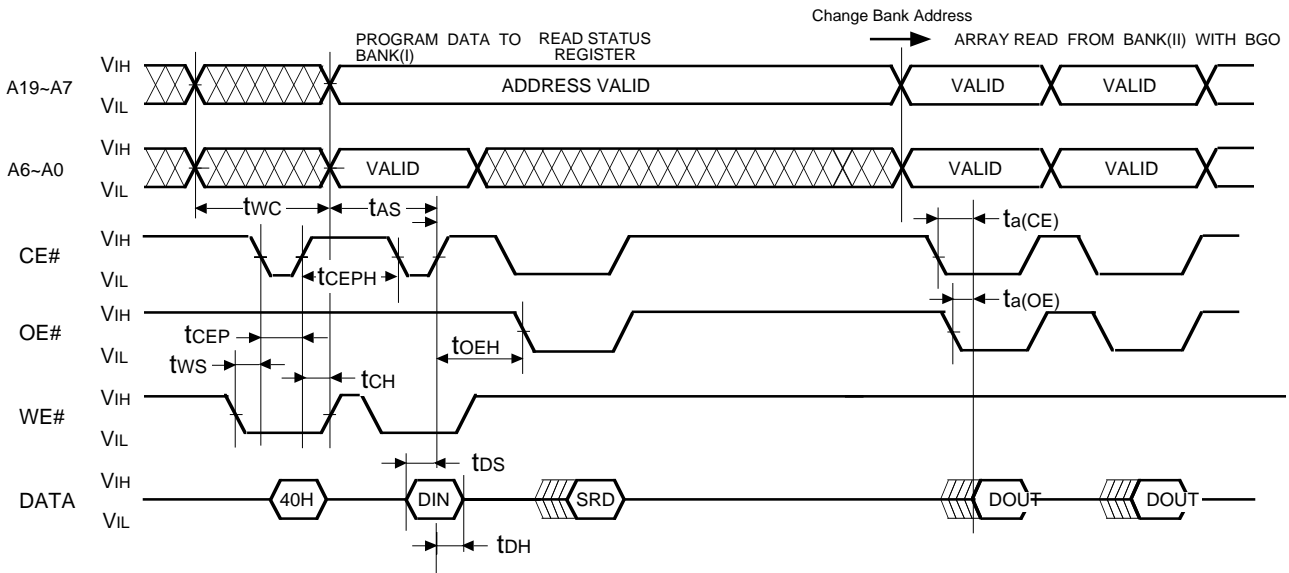 Change Bank Address
PROGRAM DATA TO BANK(I)
READ STATUS REGISTER
ARRAY READ FROM BANK(II) WITH BGO
A19~A7
VIH
VIL
ADDRESS VALID
VALID
VALID
A6~A0
VIH
VIL
VALID
VALID
VALID
tWC
tAS
ta(CE)
CE#
VIH
VIL
tCEPH
ta(OE)
OE#
VIH
VIL
tCEP
tOEH
tWS
tCH
WE#
VIH
VIL
tDS
DATA
VIH
VIL
40H
DIN
SRD
DOUT
DOUT
tDH